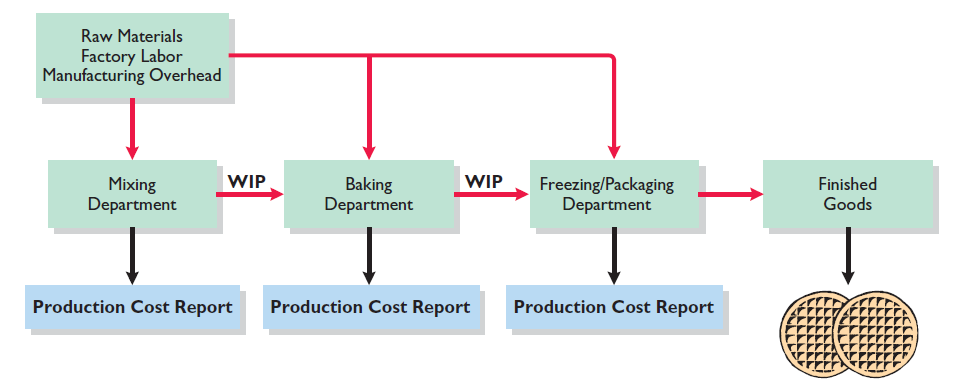 Raw Materials
Factory Labor
Manufacturing Overhead
Mixing
Department
WIP
Baking
Department
WIP
Freezing/Packaging
Department
Finished
Goods
Production Cost Report
Production Cost Report
Production Cost Report